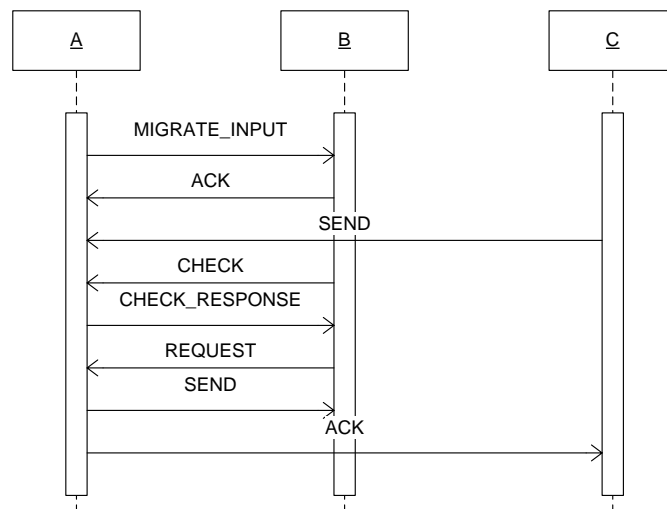 A B C
MIGRATE_INPUT
ACK
SEND
CHECK
CHECK_RESPONSE
REQUEST
SEND
ACK